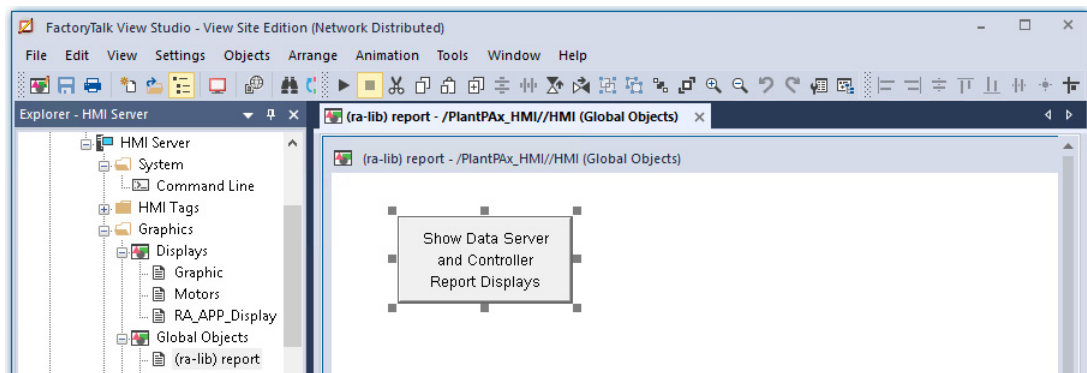 FactoryTalk View Studio - View Site Edition (Network Distributed)
File Edit View Settings Objects Arrange Animation Tools Window Help
Explorer - HMI Server
(ra-lib) report - /PlantPAx_HMI//HMI (Global Objects)
HMI Server
(ra-lib) report - /PlantPAx_HMI//HMI (Global Objects)
System
Command Line
HMI Tags
Graphics
Displays
Graphic
Motors
RA_APP_Display
Global Objects
(ra-lib) report
Show Data Server
and Controller
Report Displays